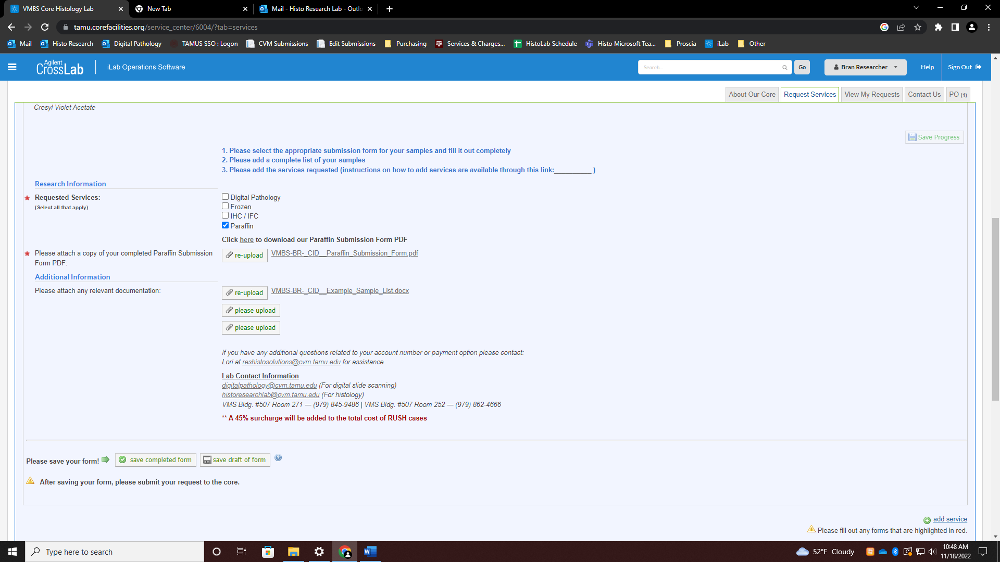 VMBS Core Histology Lab
New Tab
Mail - Histo Research Lab - Outlo
tamu.corefacilities.org/service_center/6004/?tab=services
Mail
Histo Research
Digital Pathology
TAMUS SSO : Logon
CVM Submissions
Edit Submissions
Purchasing
Services & Charges...
HistoLab Schedule
Histo Microsoft Tea...
Proscia
iLab
Other
Agilent
CrossLab
iLab Operations Software
Search...
Go
Bran Researcher
Help
Sign Out
About Our Core
Request Services
View My Requests
Contact Us
PO (1)
Cresyl Violet Acetate
Save Progress
1. Please select the appropriate submission form for your samples and fill it out completely
2. Please add a complete list of your samples
3. Please add the services requested (instructions on how to add services are available through this link:__________)
Research Information
Requested Services:
(Select all that apply)
Digital Pathology
Frozen
IHC / IFC
Paraffin
Click here to download our Paraffin Submission Form PDF
Please attach a copy of your completed Paraffin Submission
Form PDF:
re-upload
VMBS-BR-_CID__Paraffin_Submission_Form.pdf
Additional Information
Please attach any relevant documentation:
re-upload
VMBS-BR-_CID__Example_Sample_List.docx
please upload
please upload
If you have any additional questions related to your account number or payment option please contact:
Lori at reshistosolutions@cvm.tamu.edu for assistance
Lab Contact Information
digitalpathology@cvm.tamu.edu (For digital slide scanning)
historesearchlab@cvm.tamu.edu (For histology)
VMS Bldg. #507 Room 271 — (979) 845-9486 | VMS Bldg. #507 Room 252 — (979) 862-4666
** A 45% surcharge will be added to the total cost of RUSH cases
Please save your form!
save completed form
save draft of form
After saving your form, please submit your request to the core.
add service
Please fill out any forms that are highlighted in red.
Type here to search
52°F Cloudy
10:48 AM
11/18/2022